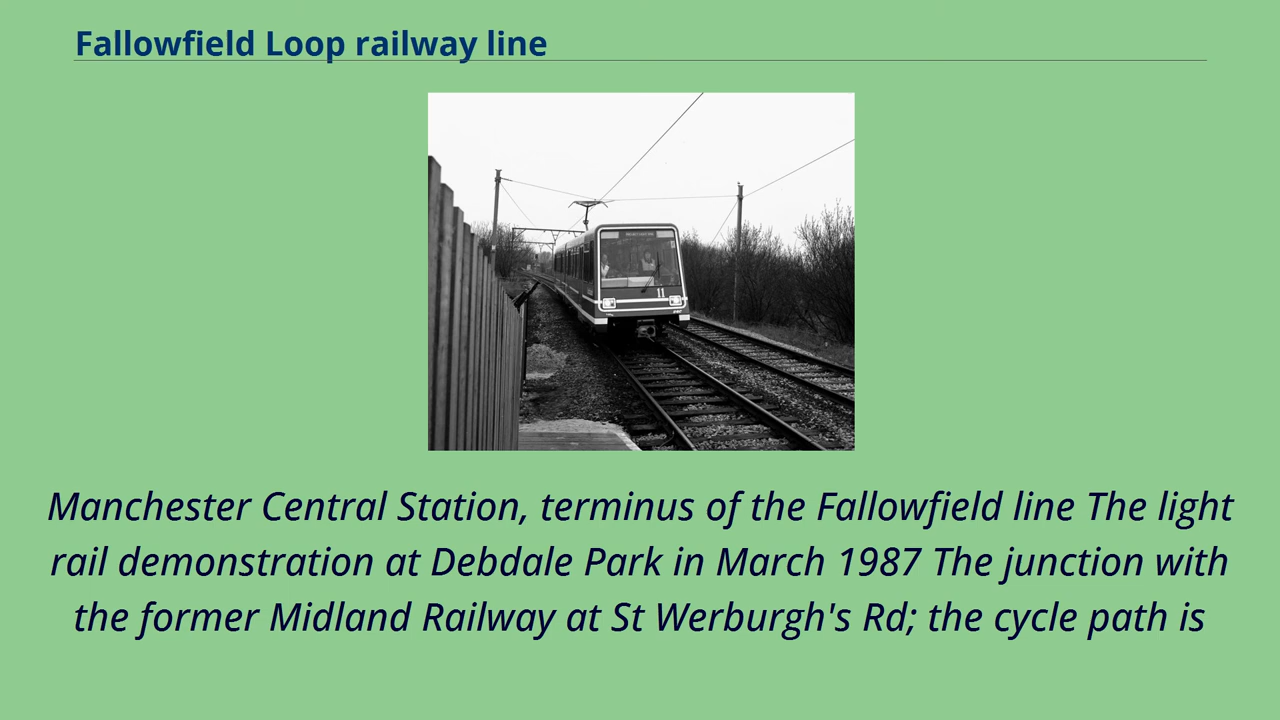 Fallowfield Loop railway line
11
Manchester Central Station, terminus of the Fallowfield line The light
rail demonstration at Debdale Park in March 1987 The junction with
the former Midland Railway at St Werburgh's Rd; the cycle path is